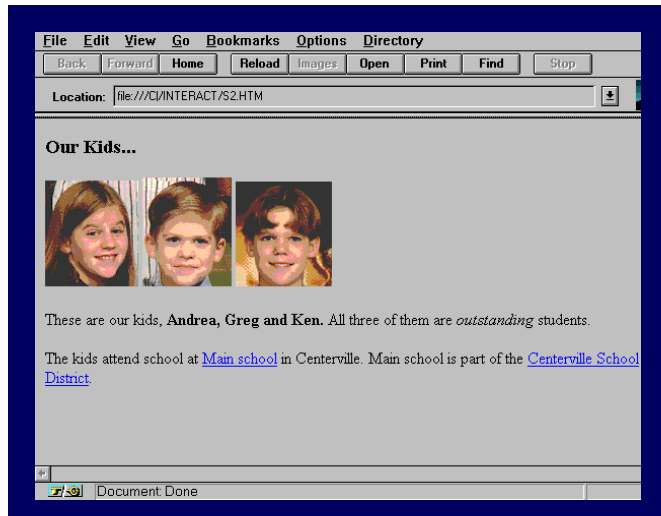 File Edit View Go Bookmarks Options Directory
Back Forward Home Reload Images Open Print Find Stop
Location: file:///C|/INTERACT/S2.HTM
Our Kids...
These are our kids, Andrea, Greg and Ken. All three of them are outstanding students.
The kids attend school at Main school in Centerville. Main school is part of the Centerville School
District.
Document: Done